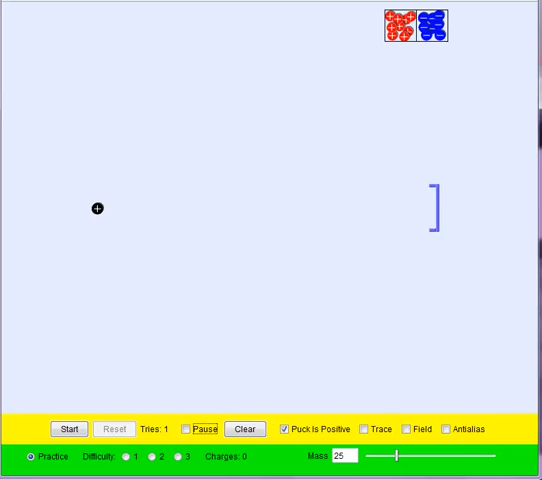 Start Reset Tries: 1 Pause Clear Puck Is Positive Trace Field Antialias
Practice Difficulty: 1 2 3 Charges: 0 Mass 25